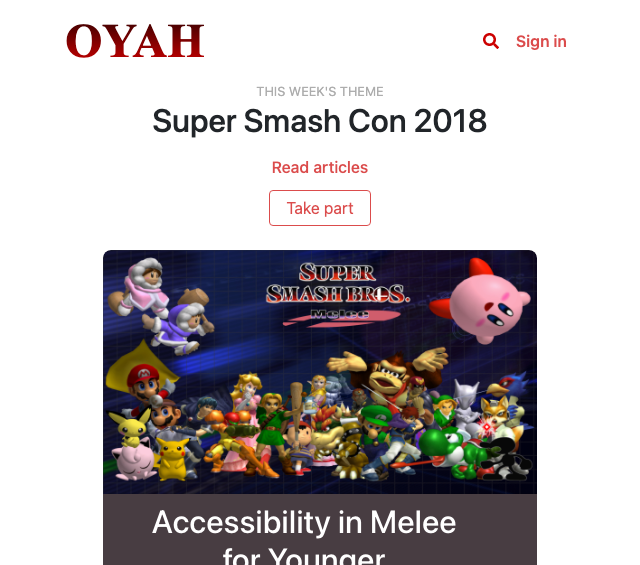 OYAH
Sign in
THIS WEEK'S THEME
Super Smash Con 2018
Read articles
Take part
SUPER
SMASH BROS.
Melee
Accessibility in Melee
for Younger